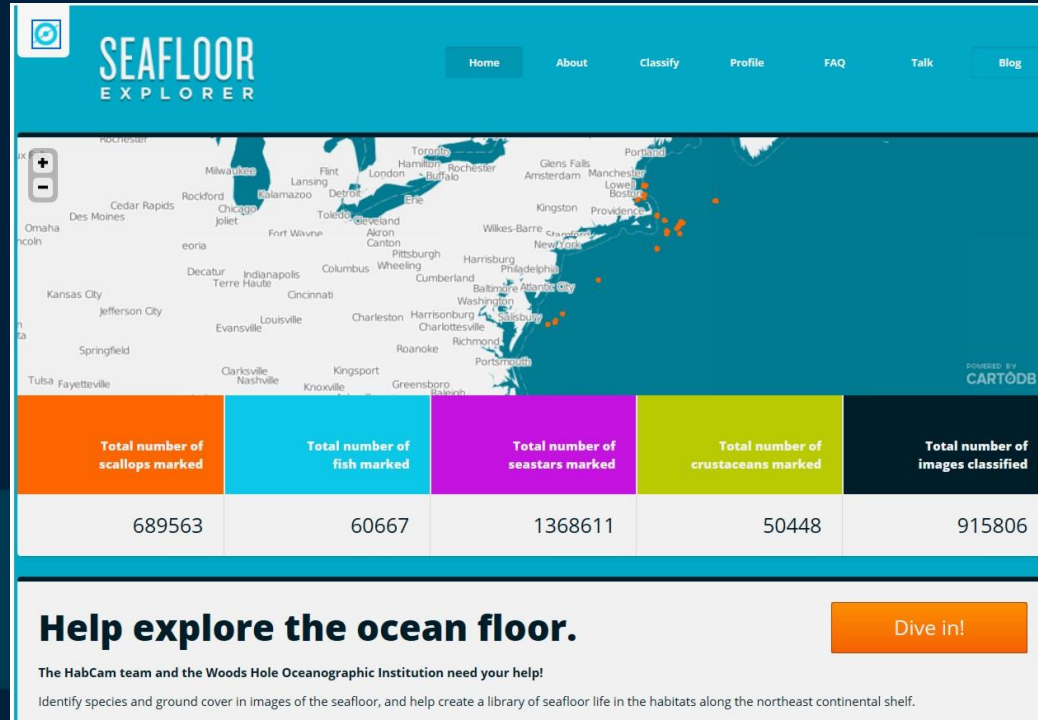 SEAFLOOR
EXPLORER
Home About Classify Profile FAQ Talk Blog
+
-
Rochester
Milwaukee
Flint
Lansing
London
Toronto
Hamilton
Rochester
Buffalo
Glens Falls
Amsterdam
Portland
Manchester
Lowell
Boston
Cedar Rapids
Rockford
Chicago
Kalamazoo
Detroit
Erie
Kingston
Providence
Omaha
Des Moines
Joliet
Toledo
Cleveland
Akron
Fort Wayne
Canton
Wilkes-Barre
Stamford
New York
Pittsburgh
Harrisburg
Decatur
Indianapolis
Terre Haute
Columbus
Wheeling
Cumberland
Philadelphia
Baltimore
Atlantic City
Washington
Kansas City
Cincinnati
Jefferson City
Evansville
Louisville
Charleston
Harrisonburg
Salisbury
Charlottesville
Springfield
Roanoke
Richmond
Portsmouth
Tulsa
Fayetteville
Clarksville
Nashville
Kingsport
Knoxville
Greensboro
Raleigh
POWERED BY
CARTODB
Total number of
scallops marked
Total number of
fish marked
Total number of
seastars marked
Total number of
crustaceans marked
Total number of
images classified
689563 60667 1368611 50448 915806
Help explore the ocean floor.
Dive in!
The HabCam team and the Woods Hole Oceanographic Institution need your help!
Identify species and ground cover in images of the seafloor, and help create a library of seafloor life in the habitats along the northeast continental shelf.